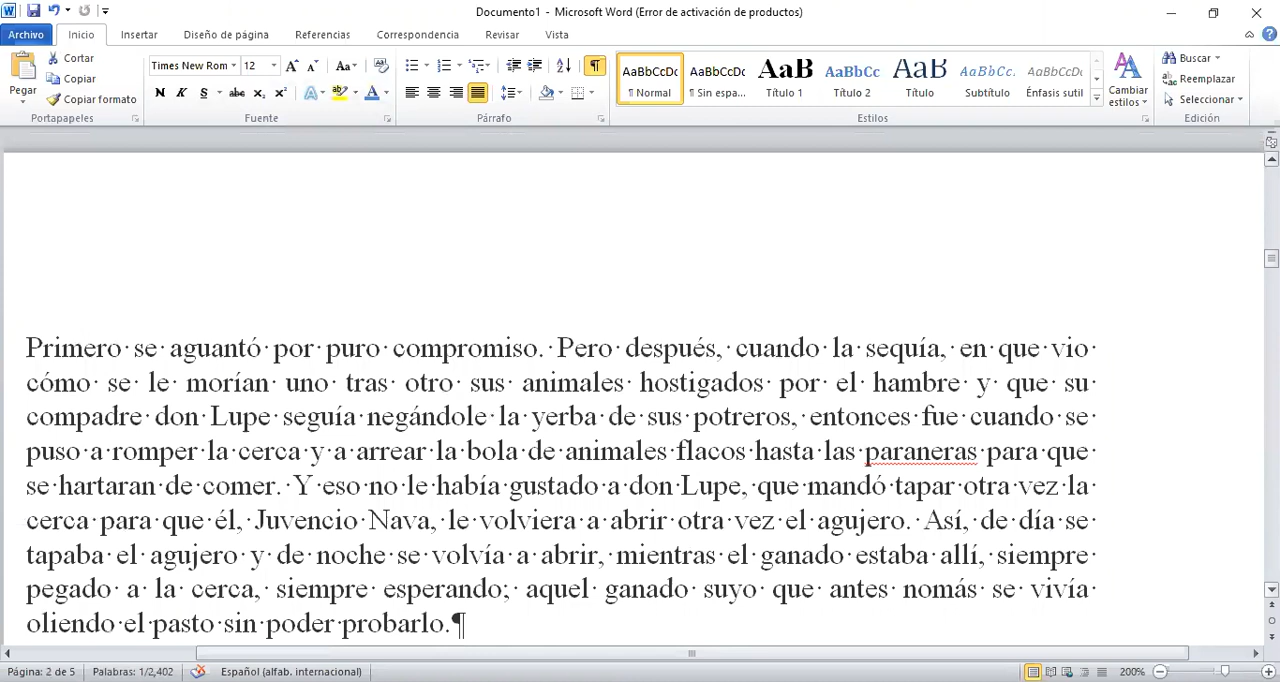 Documento1 - Microsoft Word (Error de activación de productos)
Archivo Inicio Insertar Diseño de página Referencias Correspondencia Revisar Vista
Pegar
Cortar
Copiar
Copiar formato
Portapapeles
Times New Rom 12
Fuente
Párrafo
AaBbCcDc AaBbCcDc AaB AaBbCc AaB AaBbCc. AaBbCcDc
¶ Normal ¶ Sin espa... Título 1 Título 2 Título Subtítulo Énfasis sutil
Estilos
Cambiar
estilos
Buscar
Reemplazar
Seleccionar
Edición
Primero se aguantó por puro compromiso. Pero después, cuando la sequía, en que vio
cómo se le morían uno tras otro sus animales hostigados por el hambre y que su
compadre don Lupe seguía negándole la yerba de sus potreros, entonces fue cuando se
puso a romper la cerca y a arrear la bola de animales flacos hasta las paraneras para que
se hartaran de comer. Y eso no le había gustado a don Lupe, que mandó tapar otra vez la
cerca para que él, Juvencio Nava, le volviera a abrir otra vez el agujero. Así, de día se
tapaba el agujero y de noche se volvía a abrir, mientras el ganado estaba allí, siempre
pegado a la cerca, siempre esperando; aquel ganado suyo que antes nomás se vivía
oliendo el pasto sin poder probarlo.¶
Página: 2 de 5 Palabras: 1/2,402 Español (alfab. internacional) 200%